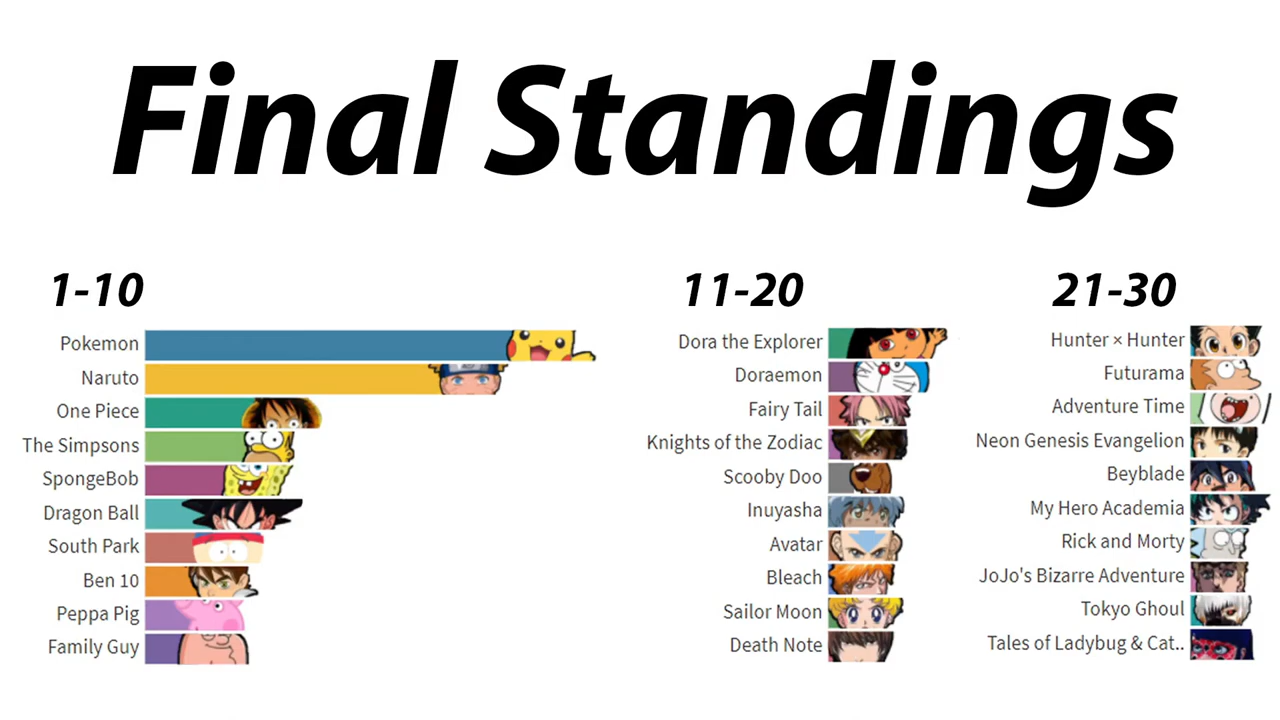 Final Standings
1-10
Pokemon
Naruto
One Piece
The Simpsons
SpongeBob
Dragon Ball
South Park
Ben 10
Peppa Pig
Family Guy
11-20
Dora the Explorer
Doraemon
Fairy Tail
Knights of the Zodiac
Scooby Doo
Inuyasha
Avatar
Bleach
Sailor Moon
Death Note
21-30
Hunter × Hunter
Futurama
Adventure Time
Neon Genesis Evangelion
Beyblade
My Hero Academia
Rick and Morty
JoJo's Bizarre Adventure
Tokyo Ghoul
Tales of Ladybug & Cat..